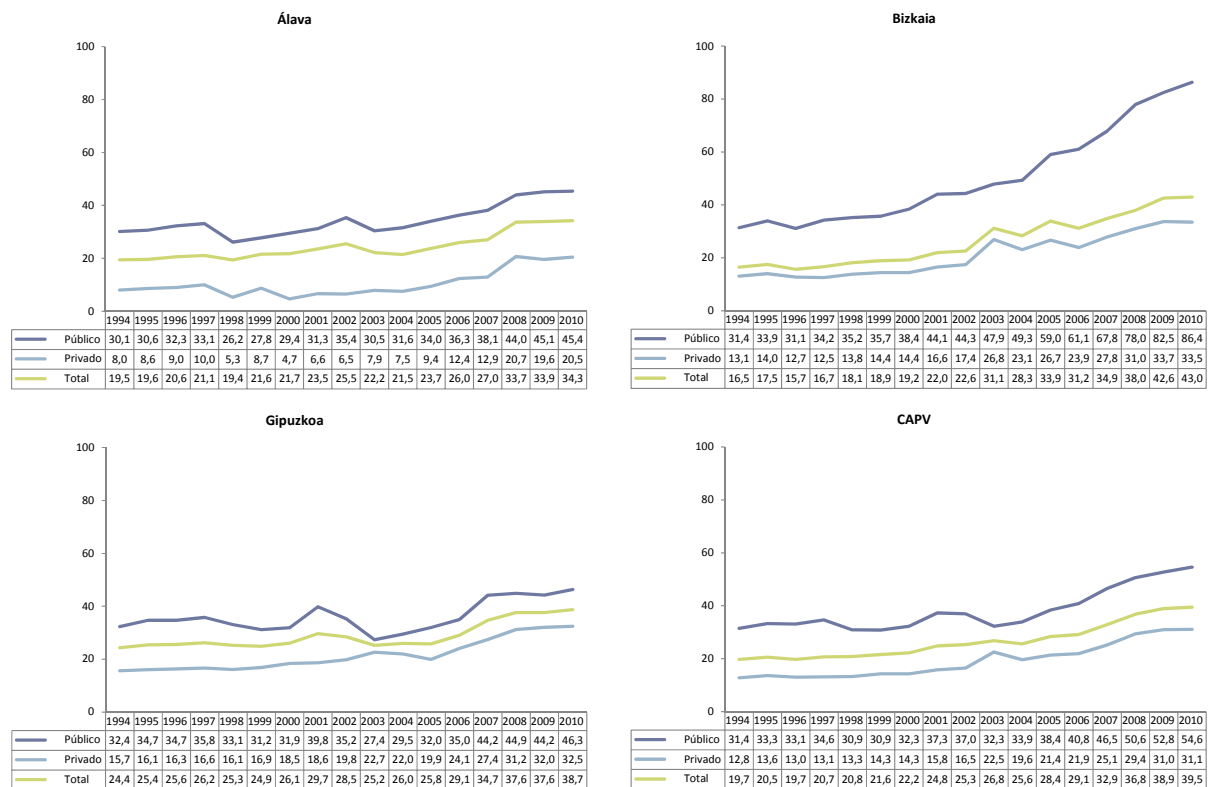 Álava
100
80
60
40
20
0
1994 1995 1996 1997 1998 1999 2000 2001 2002 2003 2004 2005 2006 2007 2008 2009 2010
Público 30,1 30,6 32,3 33,1 26,2 27,8 29,4 31,3 35,4 30,5 31,6 34,0 36,3 38,1 44,0 45,1 45,4
Privado 8,0 8,6 9,0 10,0 5,3 8,7 4,7 6,6 6,5 7,9 7,5 9,4 12,4 12,9 20,7 19,6 20,5
Total 19,5 19,6 20,6 21,1 19,4 21,6 21,7 23,5 25,5 22,2 21,5 23,7 26,0 27,0 33,7 33,9 34,3
Bizkaia
100
80
60
40
20
0
1994 1995 1996 1997 1998 1999 2000 2001 2002 2003 2004 2005 2006 2007 2008 2009 2010
Público 31,4 33,9 31,1 34,2 35,2 35,7 38,4 44,1 44,3 47,9 49,3 59,0 61,1 67,8 78,0 82,5 86,4
Privado 13,1 14,0 12,7 12,5 13,8 14,4 14,4 16,6 17,4 26,8 23,1 26,7 23,9 27,8 31,0 33,7 33,5
Total 16,5 17,5 15,7 16,7 18,1 18,9 19,2 22,0 22,6 31,1 28,3 33,9 31,2 34,9 38,0 42,6 43,0
Gipuzkoa
100
80
60
40
20
0
1994 1995 1996 1997 1998 1999 2000 2001 2002 2003 2004 2005 2006 2007 2008 2009 2010
Público 32,4 34,7 34,7 35,8 33,1 31,2 31,9 39,8 35,2 27,4 29,5 32,0 35,0 44,2 44,9 44,2 46,3
Privado 15,7 16,1 16,3 16,6 16,1 16,9 18,5 18,6 19,8 22,7 22,0 19,9 24,1 27,4 31,2 32,0 32,5
Total 24,4 25,4 25,6 26,2 25,3 24,9 26,1 29,7 28,5 25,2 26,0 25,8 29,1 34,7 37,6 37,6 38,7
CAPV
100
80
60
40
20
0
1994 1995 1996 1997 1998 1999 2000 2001 2002 2003 2004 2005 2006 2007 2008 2009 2010
Público 31,4 33,3 33,1 34,6 30,9 30,9 32,3 37,3 37,0 32,3 33,9 38,4 40,8 46,5 50,6 52,8 54,6
Privado 12,8 13,6 13,0 13,1 13,3 14,3 14,3 15,8 16,5 22,5 19,6 21,4 21,9 25,1 29,4 31,0 31,1
Total 19,7 20,5 19,7 20,7 20,8 21,6 22,2 24,8 25,3 26,8 25,6 28,4 29,1 32,9 36,8 38,9 39,5